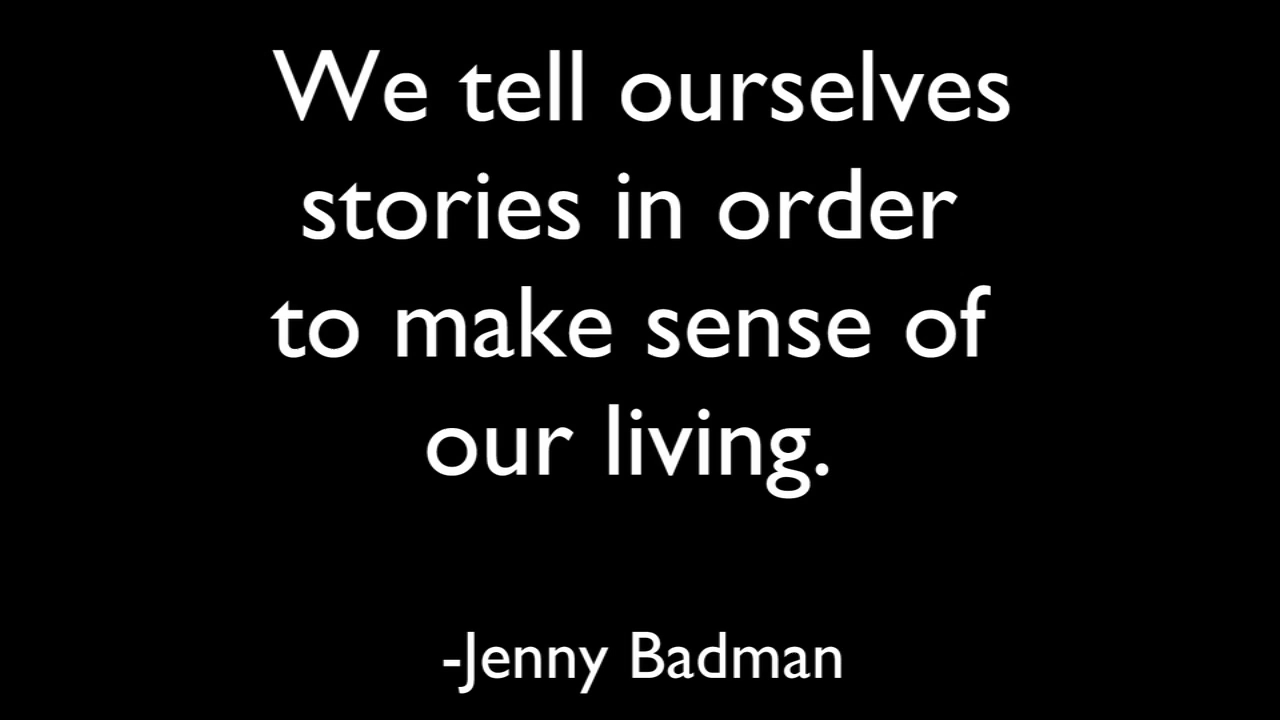 We tell ourselves
stories in order
to make sense of
our living.
-Jenny Badman